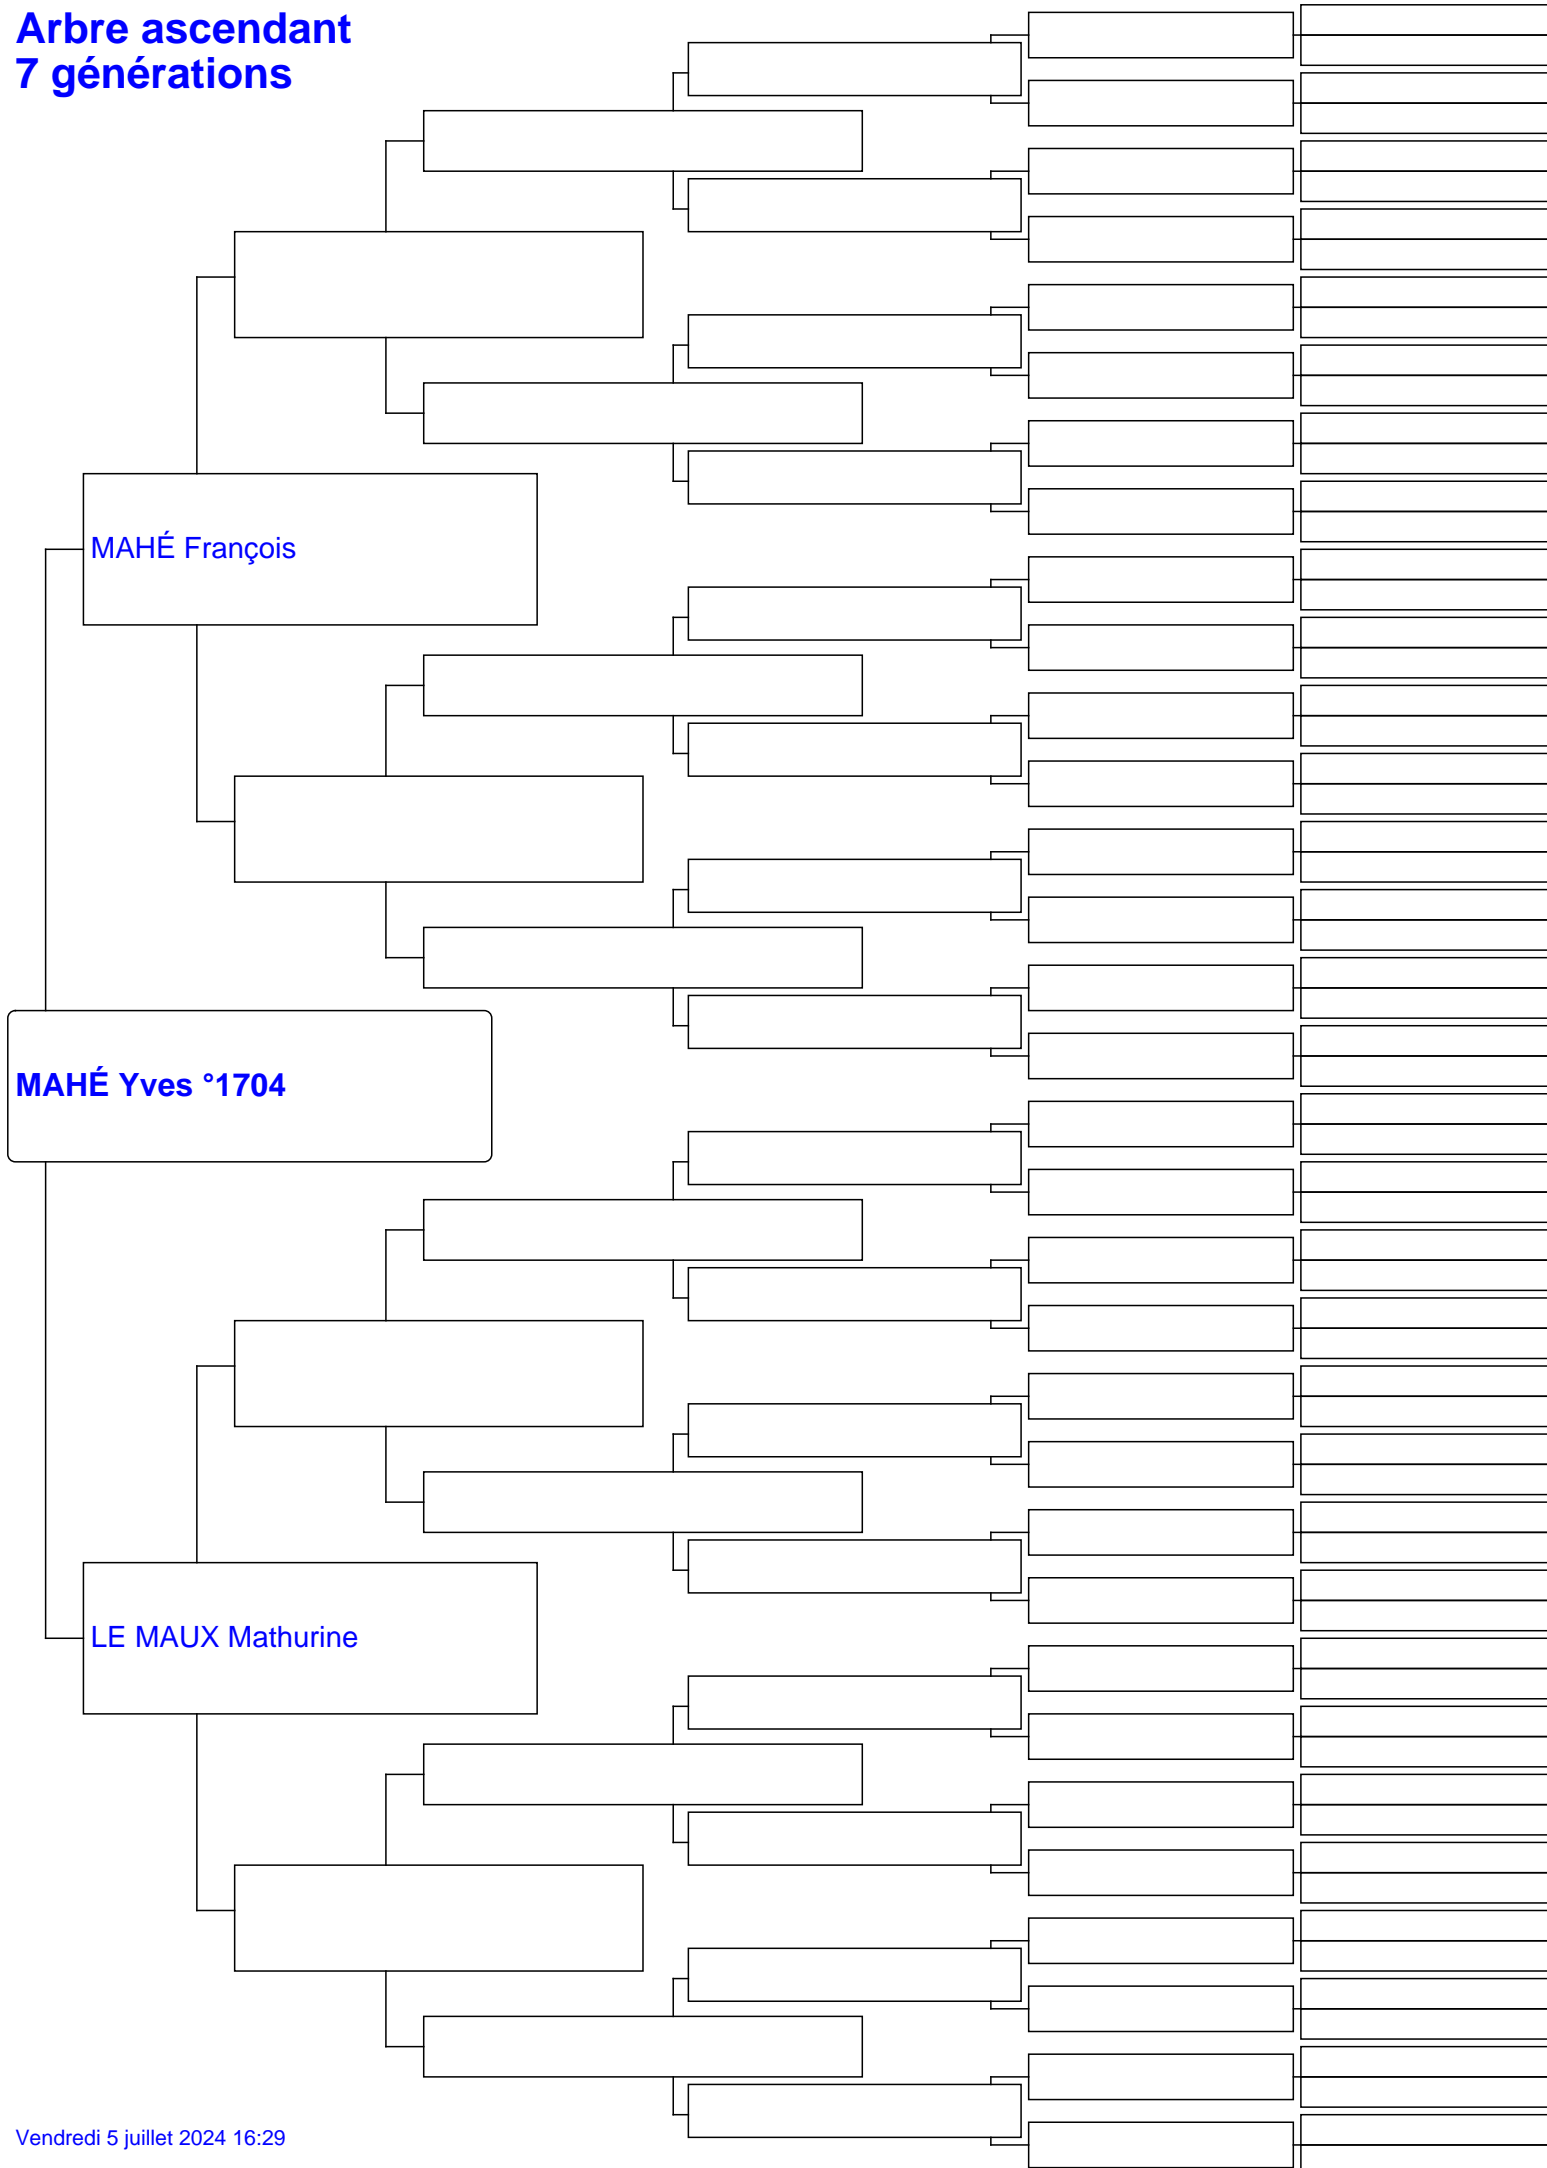 Arbre ascendant
7 générations
MAHÉ François
MAHÉ Yves °1704
LE MAUX Mathurine
Vendredi 5 juillet 2024 16:29